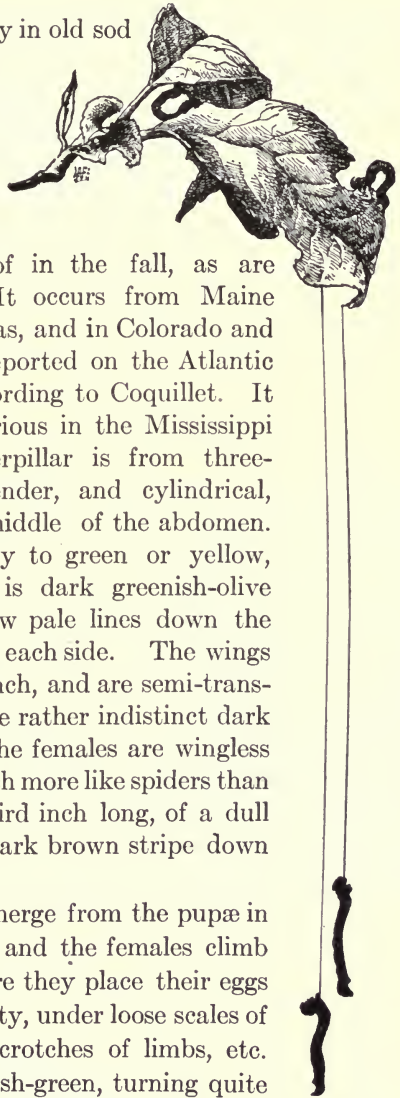 y in old sod
of in the fall, as are
It occurs from Maine
as, and in Colorado and
eported on the Atlantic
ording to Coquillet. It
rious in the Mississippi
erpillar is from three-
ender, and cylindrical,
middle of the abdomen.
y to green or yellow,
is dark greenish-olive
w pale lines down the
each side. The wings
nch, and are semi-trans-
e rather indistinct dark
he females are wingless
h more like spiders than
ird inch long, of a dull
ark brown stripe down
merge from the pupæ in
and the females climb
re they place their eggs
ty, under loose scales of
crotches of limbs, etc.
sh-green, turning quite